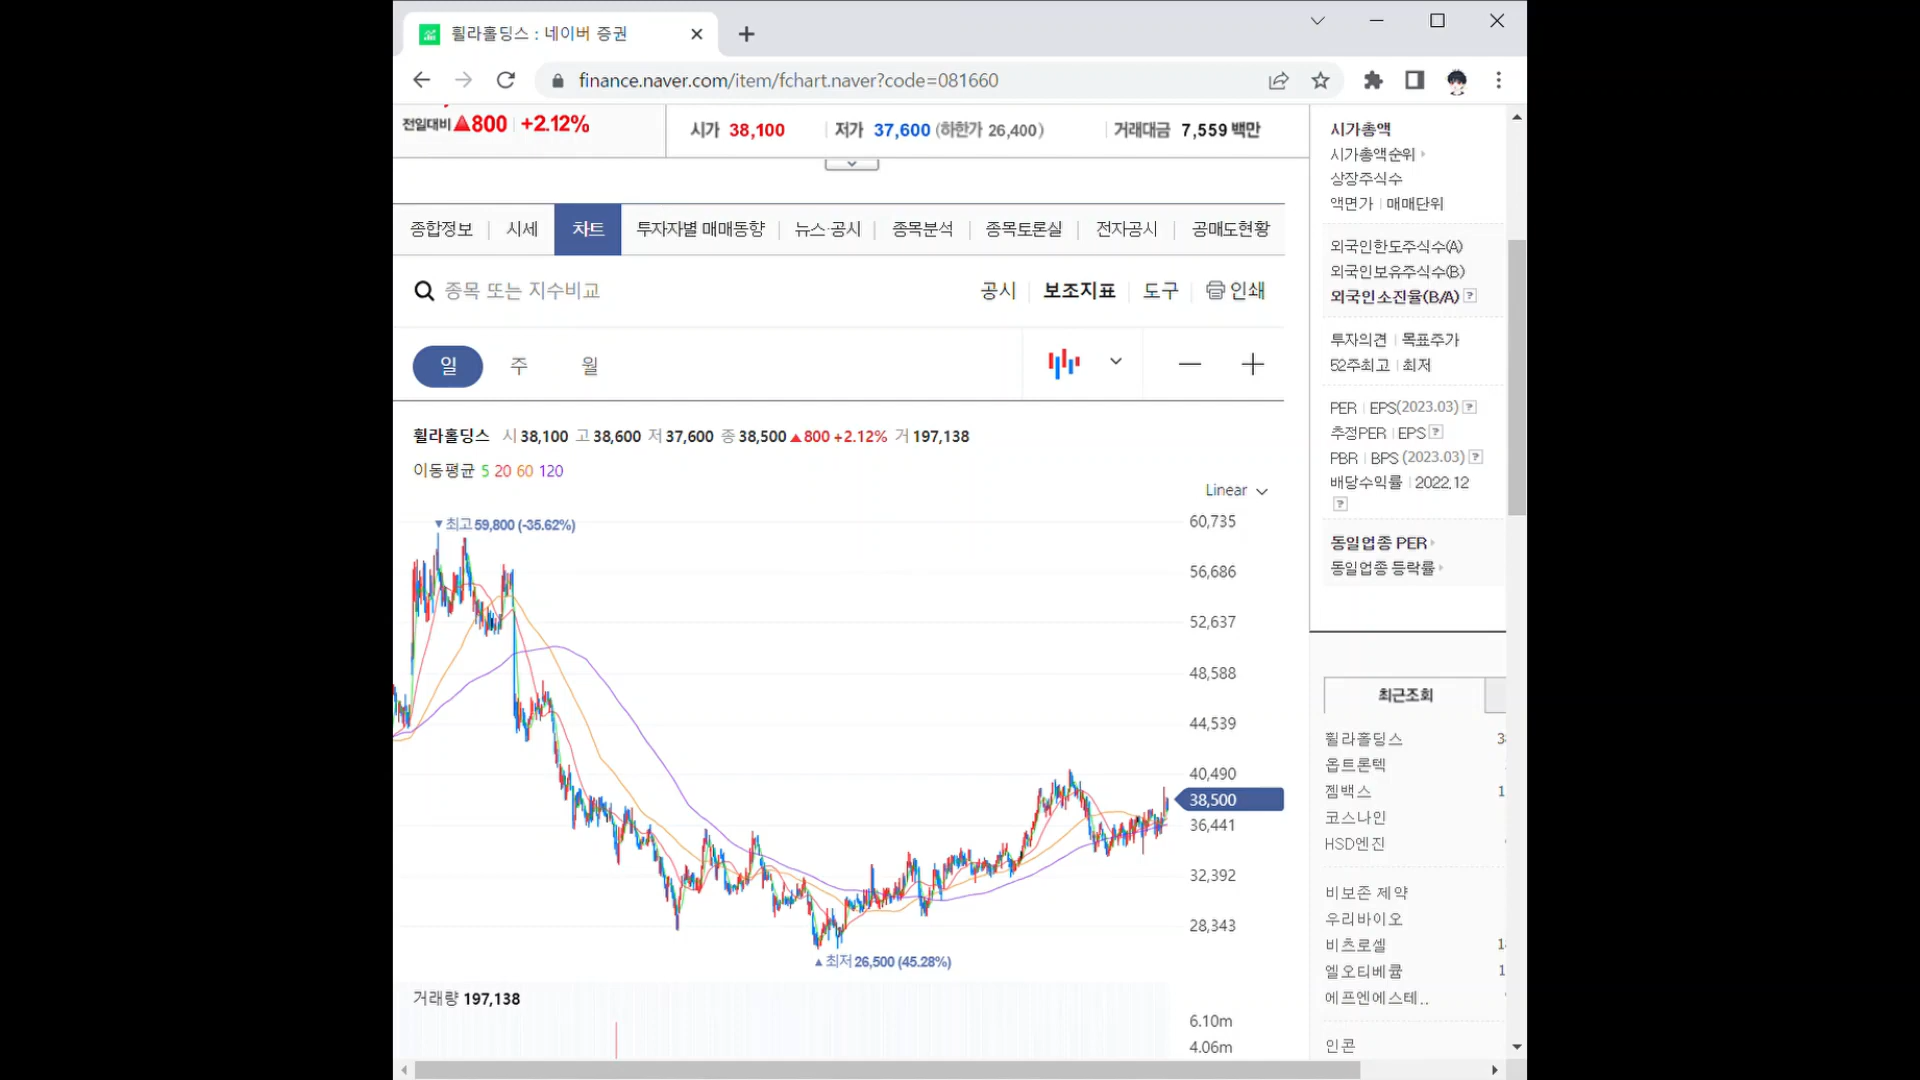 휠라홀딩스 : 네이버 증권
finance.naver.com/item/fchart.naver?code=081660
전일대비 ▲800 +2.12%
시가 38,100 저가 37,600 (하한가 26,400) 거래대금 7,559 백만
종합정보 시세 차트 투자자별 매매동향 뉴스·공시 종목분석 종목토론실 전자공시 공매도현황
종목 또는 지수비교 공시 보조지표 도구 인쇄
일 주 월
휠라홀딩스 시 38,100 고 38,600 저 37,600 종 38,500 ▲800 +2.12% 거 197,138
이동평균 5 20 60 120
Linear
▼최고 59,800 (-35.62%)
60,735
56,686
52,637
48,588
44,539
40,490
38,500
36,441
32,392
28,343
▲최저 26,500 (45.28%)
거래량 197,138
6.10m
4.06m
시가총액
시가총액순위
상장주식수
액면가 | 매매단위
외국인한도주식수(A)
외국인보유주식수(B)
외국인소진율(B/A) ?
투자의견 | 목표주가
52주최고 | 최저
PER | EPS(2023.03) ?
추정PER | EPS ?
PBR | BPS (2023.03) ?
배당수익률 | 2022.12
?
동일업종 PER
동일업종 등락률
최근조회
휠라홀딩스
옵트론텍
젬백스 1
코스나인
HSD엔진
비보존 제약
우리바이오
비츠로셀
엘오티베큠 1
에프엔에스테..
인콘